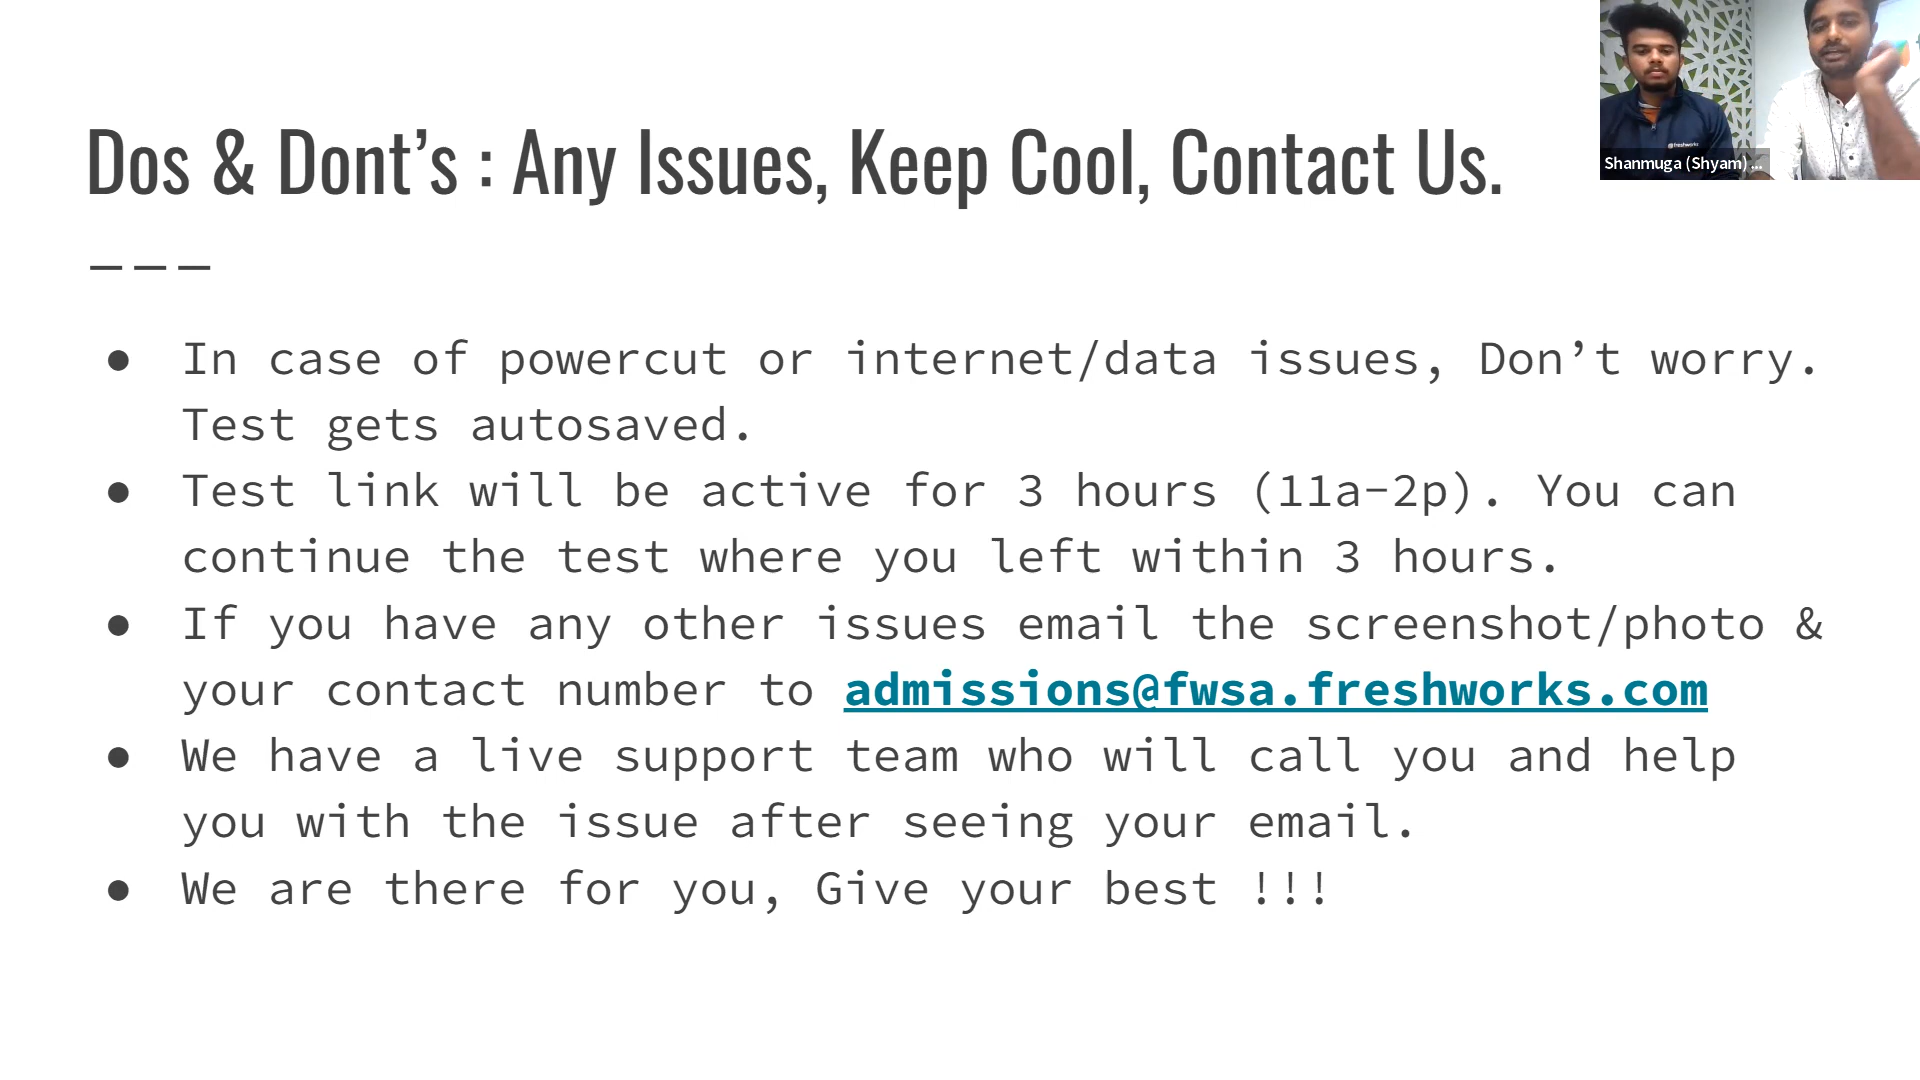 Dos & Dont’s : Any Issues, Keep Cool, Contact Us.
● In case of powercut or internet/data issues, Don’t worry.
Test gets autosaved.
● Test link will be active for 3 hours (11a-2p). You can
continue the test where you left within 3 hours.
● If you have any other issues email the screenshot/photo &
your contact number to admissions@fwsa.freshworks.com
● We have a live support team who will call you and help
you with the issue after seeing your email.
● We are there for you, Give your best !!!
freshworks
Shanmuga (Shyam) ...